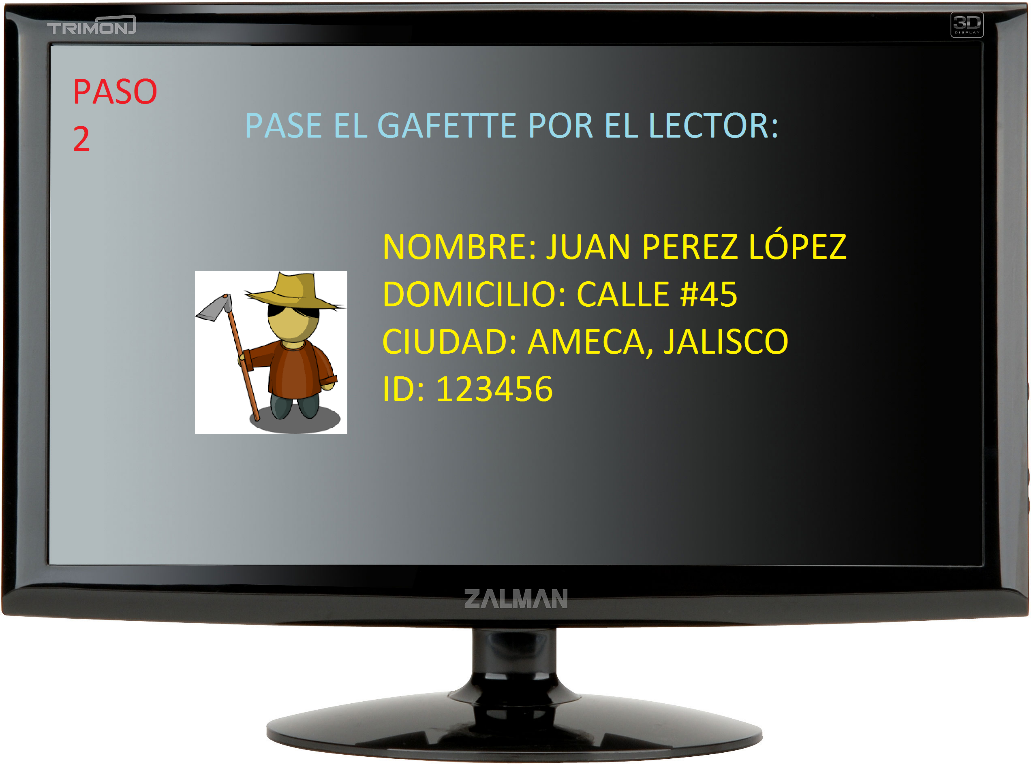 TRIMON
3D
DISPLAY
PASO
2
PASE EL GAFETTE POR EL LECTOR:
NOMBRE: JUAN PEREZ LÓPEZ
DOMICILIO: CALLE #45
CIUDAD: AMECA, JALISCO
ID: 123456
ZALMAN